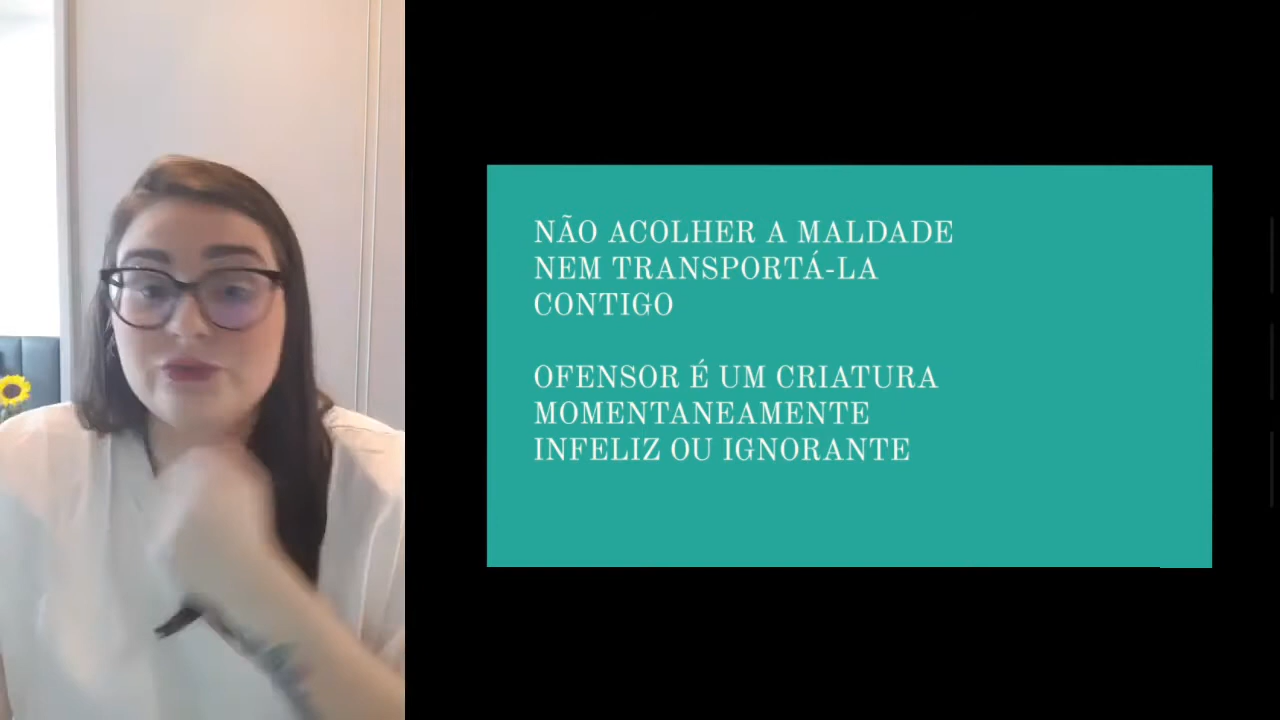 NÃO ACOLHER A MALDADE
NEM TRANSPORTÁ-LA
CONTIGO
OFENSOR É UM CRIATURA
MOMENTANEAMENTE
INFELIZ OU IGNORANTE